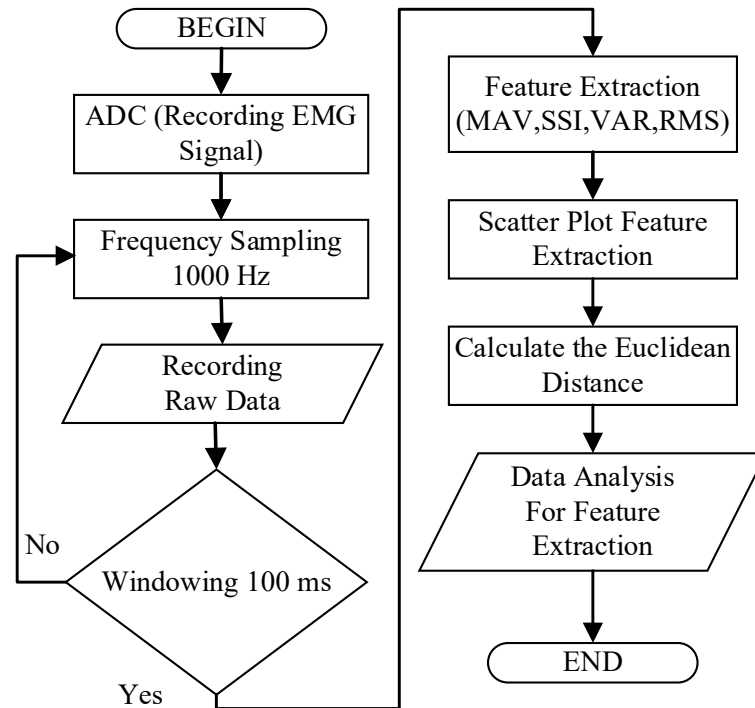 BEGIN
ADC (Recording EMG
Signal)
Frequency Sampling
1000 Hz
Recording
Raw Data
No
Windowing 100 ms
Yes
Feature Extraction
(MAV,SSI,VAR,RMS)
Scatter Plot Feature
Extraction
Calculate the Euclidean
Distance
Data Analysis
For Feature
Extraction
END